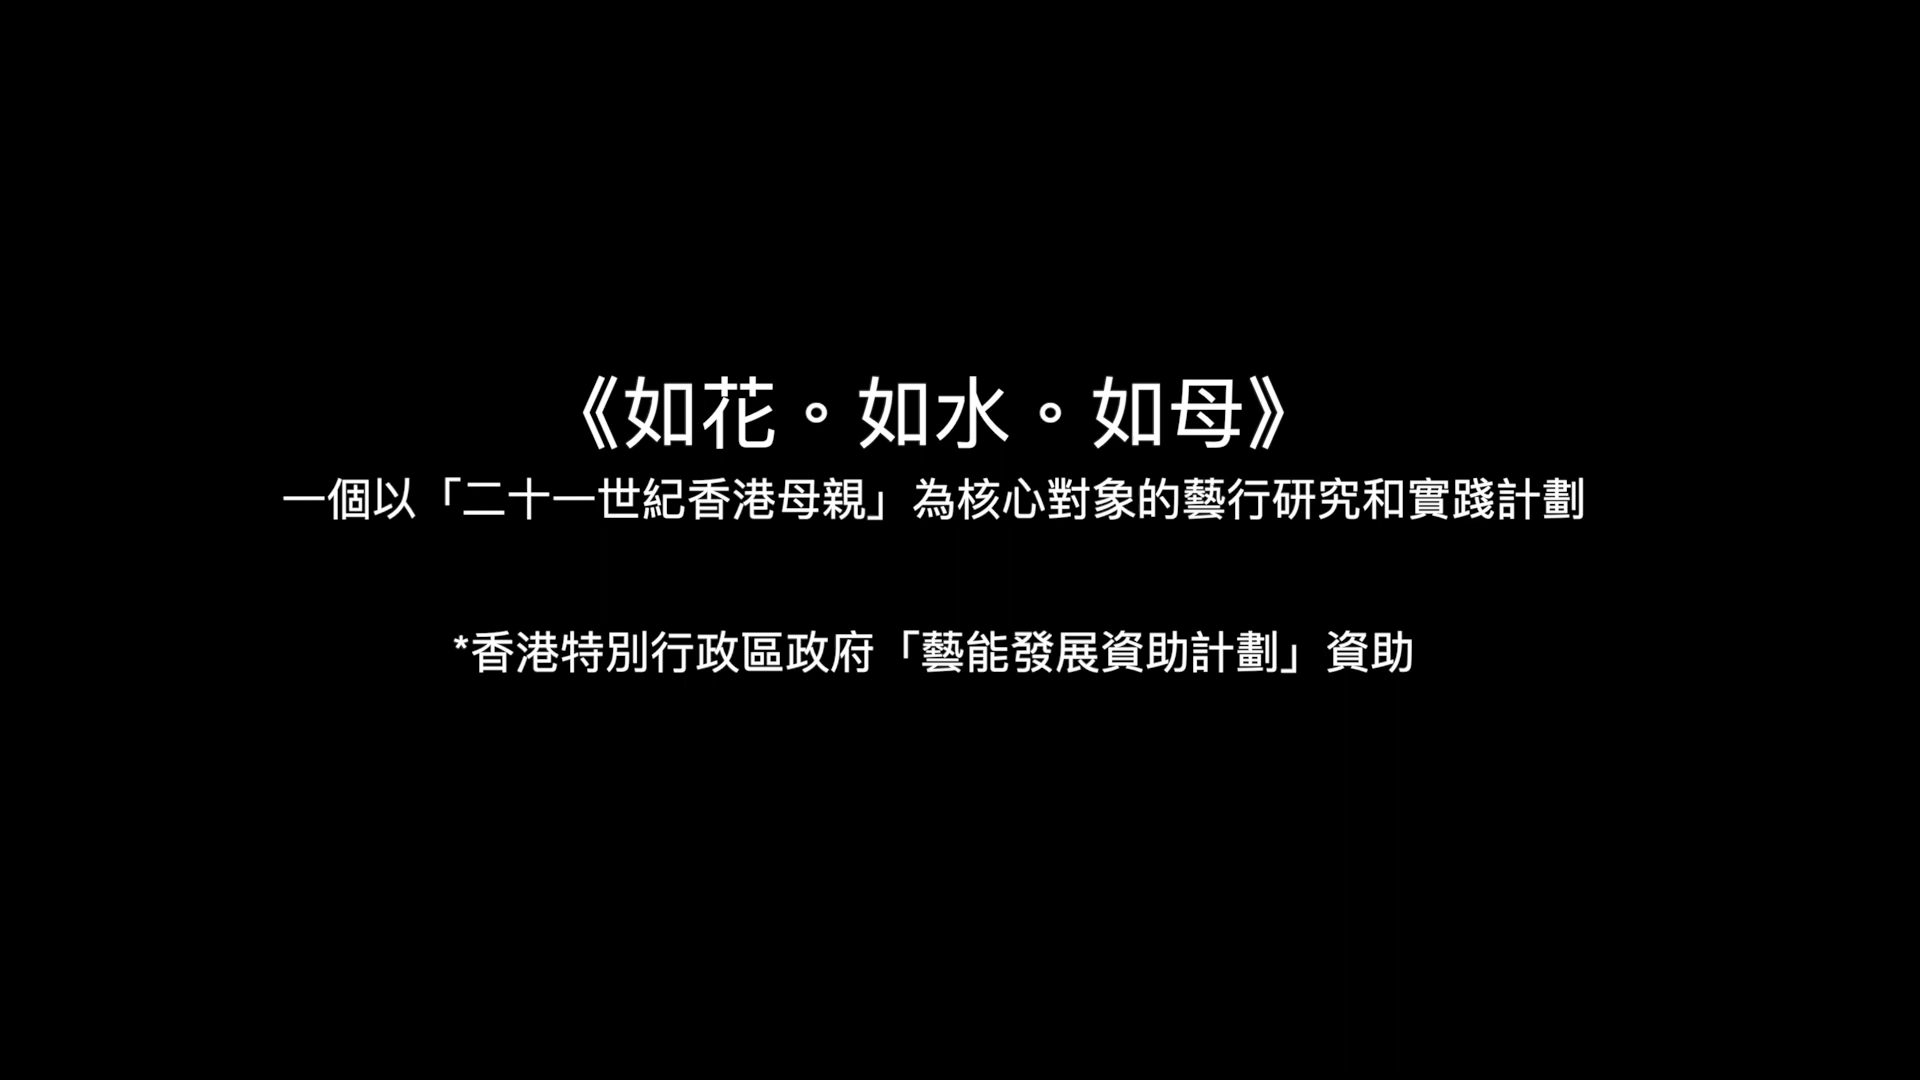 《如花。如水。如母》
一個以「二十一世紀香港母親」為核心對象的藝行研究和實踐計劃
*香港特別行政區政府「藝能發展資助計劃」資助